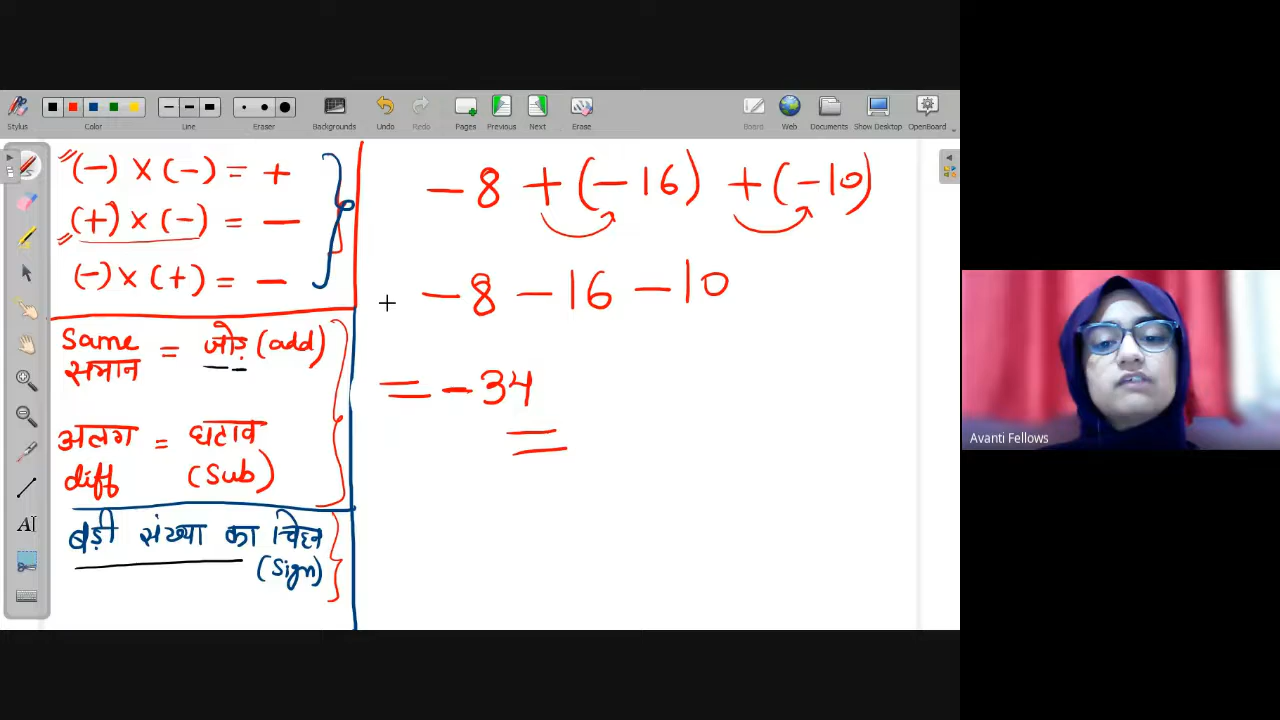 Stylus
Color
Line
Eraser
Backgrounds
Undo
Redo
Pages
Previous
Next
Erase
Board
Web
Documents
Show Desktop
OpenBoard
(-) × (-) = +
(+) × (-) = -
(-) × (+) = -
Same = जोड़ (add)
समान
अलग = घटाव
diff (Sub)
बड़ी संख्या का चिह्न
(Sign)
-8 + (-16) + (-10)
-8 - 16 - 10
= -34
Avanti Fellows